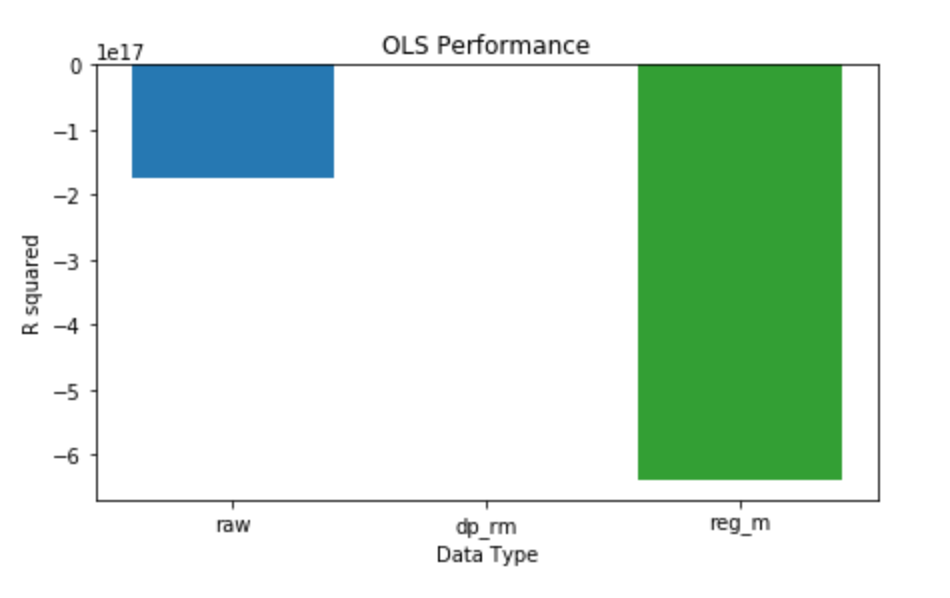 OLS Performance
1e17
0
−1
−2
−3
−4
−5
−6
R squared
raw
dp_rm
reg_m
Data Type